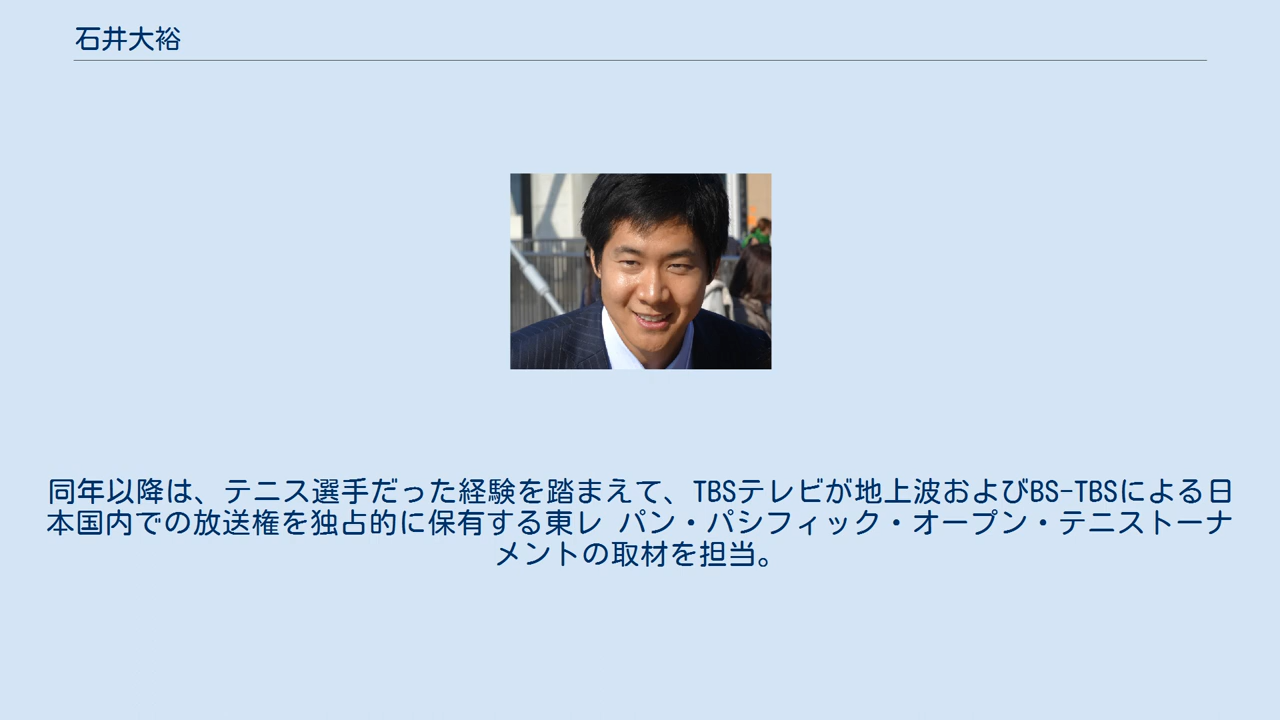 石井大裕
同年以降は、テニス選手だった経験を踏まえて、TBSテレビが地上波およびBS-TBSによる日
本国内での放送権を独占的に保有する東レ パン・パシフィック・オープン・テニストーナ
メントの取材を担当。